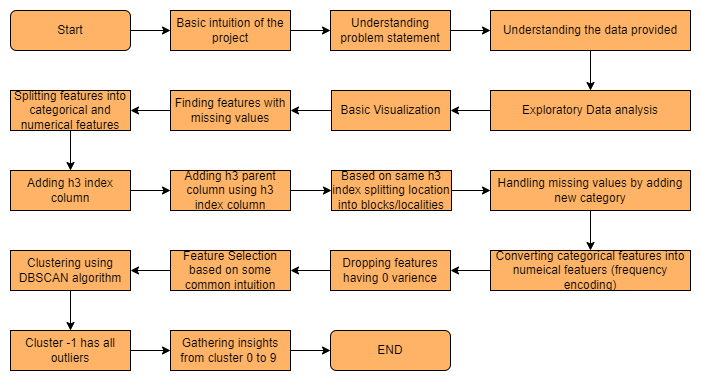 Start
Basic intuition of the
project
Understanding
problem statement
Understanding the data provided
Exploratory Data analysis
Basic Visualization
Finding features with
missing values
Splitting features into
categorical and
numerical features
Adding h3 index
column
Adding h3 parent
column using h3
index column
Based on same h3
index splitting location
into blocks/localities
Handling missing values by adding
new category
Converting categorical features into
numeical featuers (frequency
encoding)
Dropping features
having 0 varience
Feature Selection
based on some
common intuition
Clustering using
DBSCAN algorithm
Cluster -1 has all
outliers
Gathering insights
from cluster 0 to 9
END